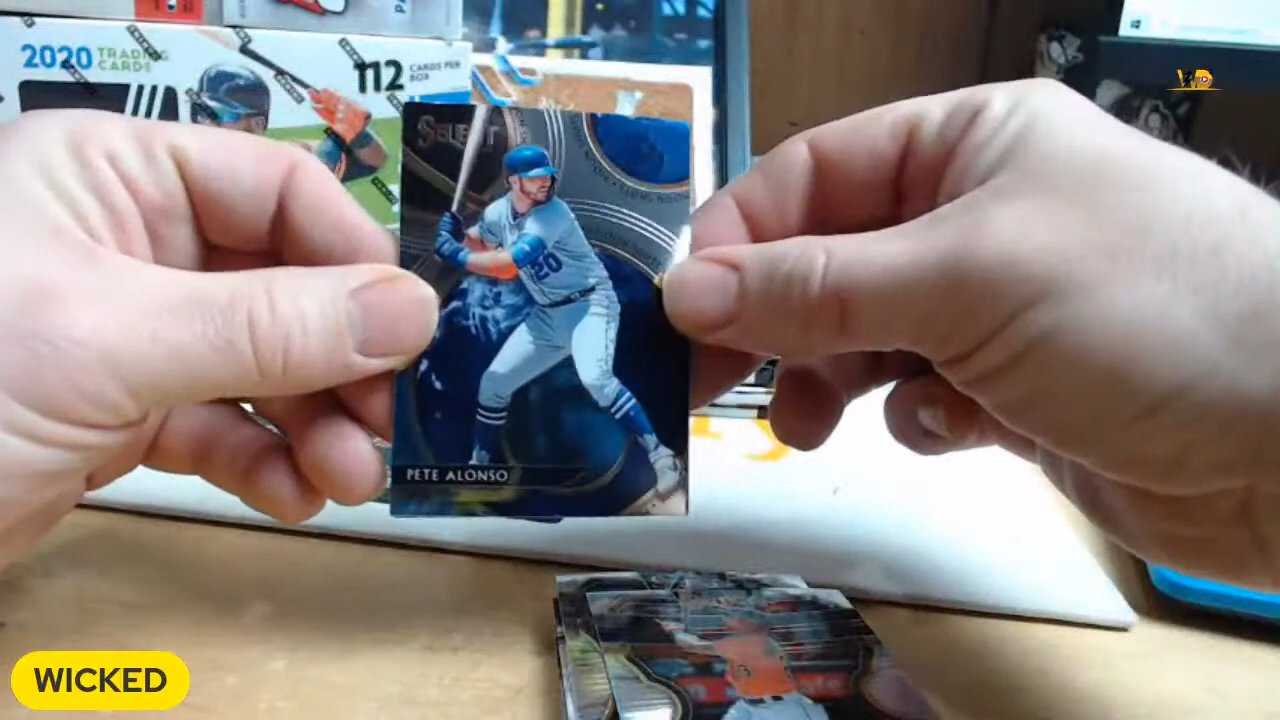 2020 TRADING
CARDS
112 CARDS PER
BOX
SELECT
20
PETE ALONSO
WICKED